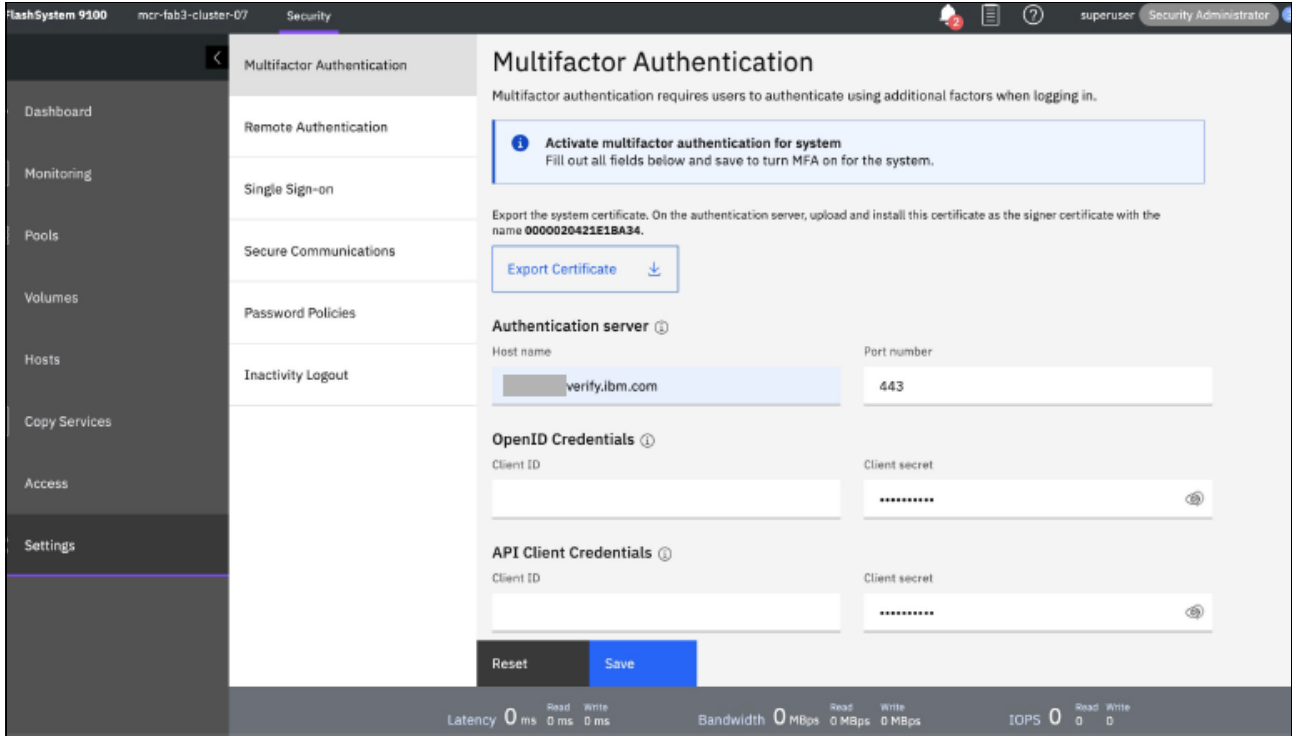 FlashSystem 9100 mcr-fab3-cluster-07 Security 2 superuser Security Administrator
Dashboard
Monitoring
Pools
Volumes
Hosts
Copy Services
Access
Settings
Multifactor Authentication
Remote Authentication
Single Sign-on
Secure Communications
Password Policies
Inactivity Logout
Multifactor Authentication
Multifactor authentication requires users to authenticate using additional factors when logging in.
Activate multifactor authentication for system
Fill out all fields below and save to turn MFA on for the system.
Export the system certificate. On the authentication server, upload and install this certificate as the signer certificate with the
name 0000020421E1BA34.
Export Certificate
Authentication server
Host name Port number
verify.ibm.com 443
OpenID Credentials
Client ID Client secret
••••••••••
API Client Credentials
Client ID Client secret
••••••••••
Reset Save
Read Write Read Write Read Write
Latency 0 ms 0 ms 0 ms Bandwidth 0 MBps 0 MBps 0 MBps IOPS 0 0 0